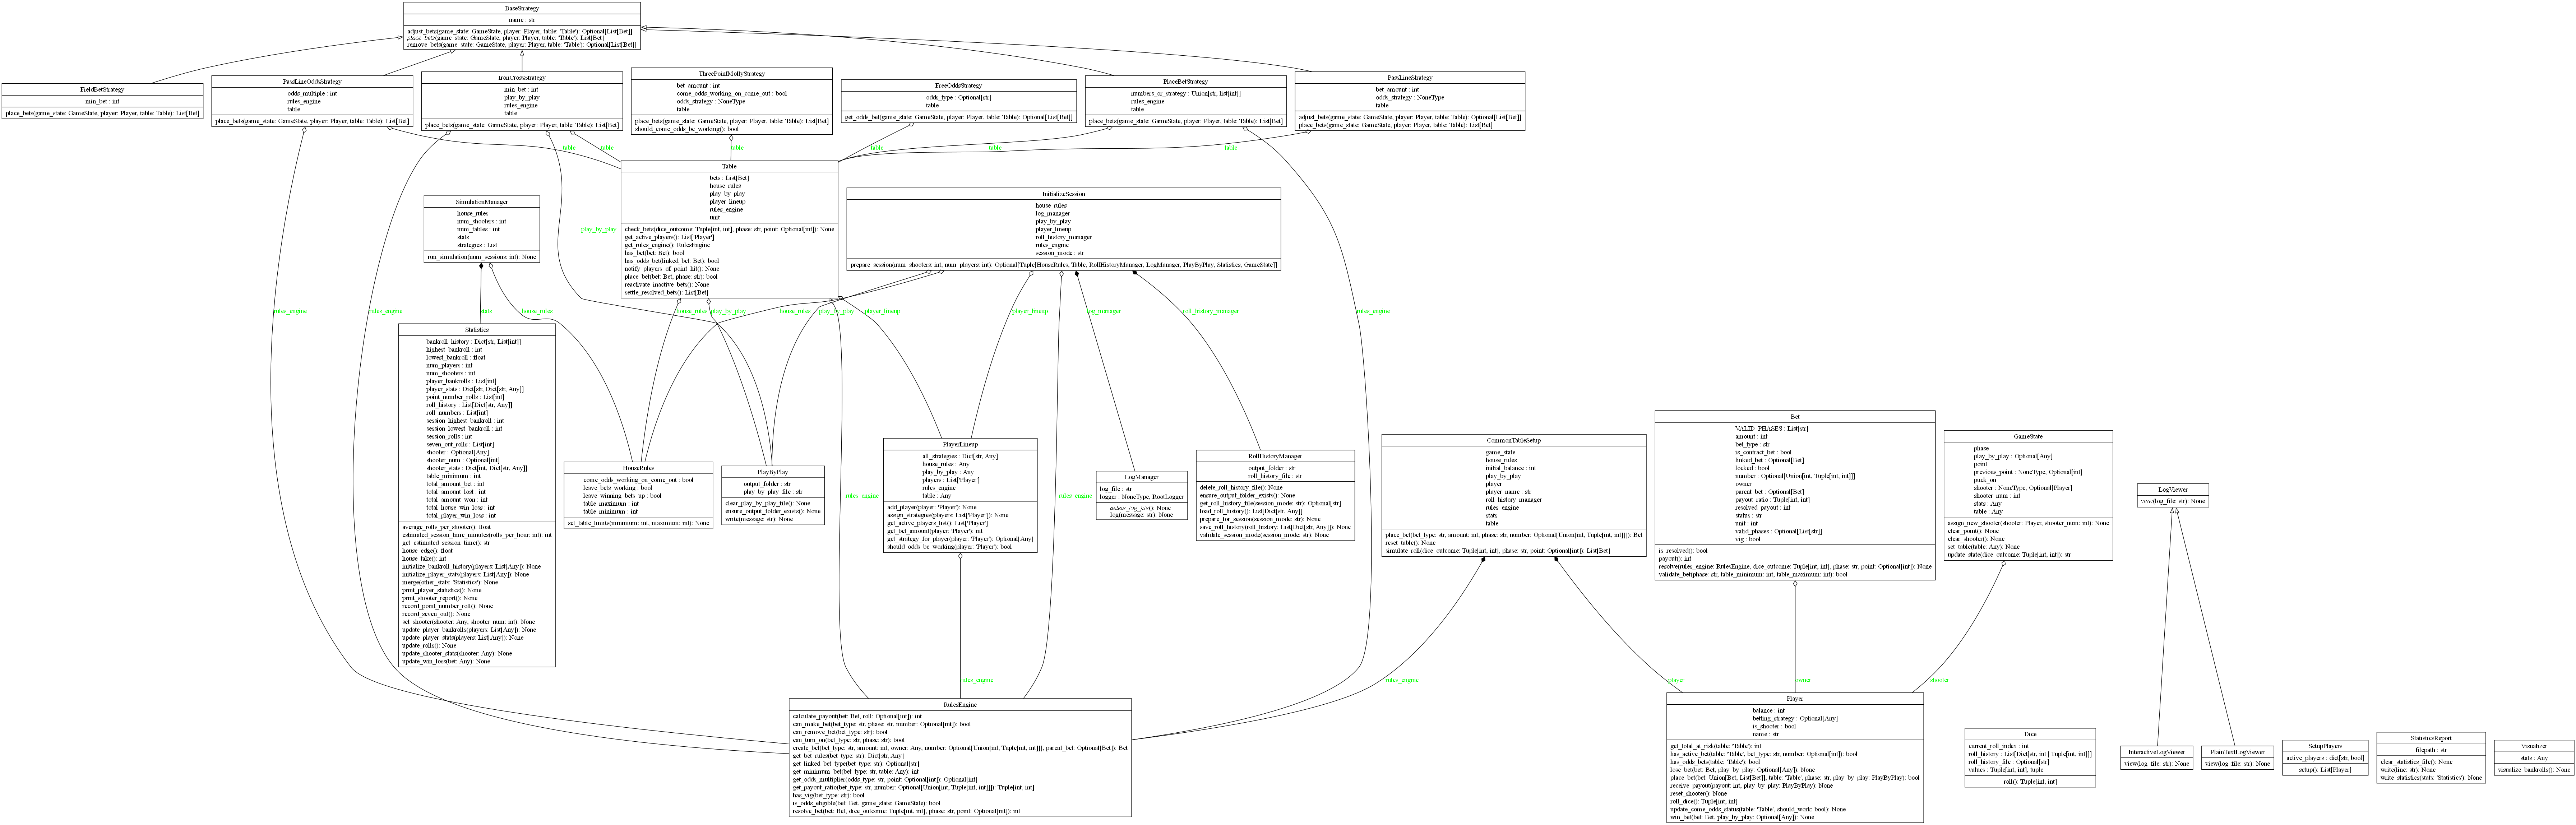 BaseStrategy
name : str
adjust_bets(game_state: GameState, player: Player, table: 'Table'): Optional[List[Bet]]
place_bets(game_state: GameState, player: Player, table: 'Table'): List[Bet]
remove_bets(game_state: GameState, player: Player, table: 'Table'): Optional[List[Bet]]
FieldBetStrategy
min_bet : int
place_bets(game_state: GameState, player: Player, table: Table): List[Bet]
PassLineOddsStrategy
odds_multiple : int
rules_engine
table
place_bets(game_state: GameState, player: Player, table: Table): List[Bet]
IronCrossStrategy
min_bet : int
play_by_play
rules_engine
table
place_bets(game_state: GameState, player: Player, table: Table): List[Bet]
ThreePointMollyStrategy
bet_amount : int
come_odds_working_on_come_out : bool
odds_strategy : NoneType
table
place_bets(game_state: GameState, player: Player, table: Table): List[Bet]
should_come_odds_be_working(): bool
FreeOddsStrategy
odds_type : Optional[str]
table
get_odds_bet(game_state: GameState, player: Player, table: Table): Optional[List[Bet]]
PlaceBetStrategy
numbers_or_strategy : Union[str, list[int]]
rules_engine
table
place_bets(game_state: GameState, player: Player, table: Table): List[Bet]
PassLineStrategy
bet_amount : int
odds_strategy : NoneType
table
adjust_bets(game_state: GameState, player: Player, table: Table): Optional[List[Bet]]
place_bets(game_state: GameState, player: Player, table: Table): List[Bet]
table
table
table
table
table
table
Table
bets : List[Bet]
house_rules
play_by_play
player_lineup
rules_engine
unit
check_bets(dice_outcome: Tuple[int, int], phase: str, point: Optional[int]): None
get_active_players(): List['Player']
get_rules_engine(): RulesEngine
has_bet(bet: Bet): bool
has_odds_bet(linked_bet: Bet): bool
notify_players_of_point_hit(): None
place_bet(bet: Bet, phase: str): bool
reactivate_inactive_bets(): None
settle_resolved_bets(): List[Bet]
SimulationManager
house_rules
num_shooters : int
num_tables : int
stats
strategies : List
run_simulation(num_sessions: int): None
play_by_play
InitializeSession
house_rules
log_manager
play_by_play
player_lineup
roll_history_manager
rules_engine
session_mode : str
prepare_session(num_shooters: int, num_players: int): Optional[Tuple[HouseRules, Table, RollHistoryManager, LogManager, PlayByPlay, Statistics, GameState]]
rules_engine
rules_engine
stats
house_rules
house_rules
play_by_play
house_rules
play_by_play
player_lineup
player_lineup
log_manager
roll_history_manager
rules_engine
Statistics
bankroll_history : Dict[str, List[int]]
highest_bankroll : int
lowest_bankroll : float
num_players : int
num_shooters : int
player_bankrolls : List[int]
player_stats : Dict[str, Dict[str, Any]]
point_number_rolls : List[int]
roll_history : List[Dict[str, Any]]
roll_numbers : List[int]
session_highest_bankroll : int
session_lowest_bankroll : int
session_rolls : int
seven_out_rolls : List[int]
shooter : Optional[Any]
shooter_num : Optional[int]
shooter_stats : Dict[int, Dict[str, Any]]
table_minimum : int
total_amount_bet : int
total_amount_lost : int
total_amount_won : int
total_house_win_loss : int
total_player_win_loss : int
average_rolls_per_shooter(): float
estimated_session_time_minutes(rolls_per_hour: int): int
get_estimated_session_time(): str
house_edge(): float
house_take(): int
initialize_bankroll_history(players: List[Any]): None
initialize_player_stats(players: List[Any]): None
merge(other_stats: 'Statistics'): None
print_player_statistics(): None
print_shooter_report(): None
record_point_number_roll(): None
record_seven_out(): None
set_shooter(shooter: Any, shooter_num: int): None
update_player_bankrolls(players: List[Any]): None
update_player_stats(players: List[Any]): None
update_rolls(): None
update_shooter_stats(shooter: Any): None
update_win_loss(bet: Any): None
HouseRules
come_odds_working_on_come_out : bool
leave_bets_working : bool
leave_winning_bets_up : bool
table_maximum : int
table_minimum : int
set_table_limits(minimum: int, maximum: int): None
PlayByPlay
output_folder : str
play_by_play_file : str
clear_play_by_play_file(): None
ensure_output_folder_exists(): None
write(message: str): None
PlayerLineup
all_strategies : Dict[str, Any]
house_rules : Any
play_by_play : Any
players : List['Player']
rules_engine
table : Any
add_player(player: 'Player'): None
assign_strategies(players: List['Player']): None
get_active_players_list(): List['Player']
get_bet_amount(player: 'Player'): int
get_strategy_for_player(player: 'Player'): Optional[Any]
should_odds_be_working(player: 'Player'): bool
LogManager
log_file : str
logger : NoneType, RootLogger
delete_log_file(): None
log(message: str): None
RollHistoryManager
output_folder : str
roll_history_file : str
delete_roll_history_file(): None
ensure_output_folder_exists(): None
get_roll_history_file(session_mode: str): Optional[str]
load_roll_history(): List[Dict[str, Any]]
prepare_for_session(session_mode: str): None
save_roll_history(roll_history: List[Dict[str, Any]]): None
validate_session_mode(session_mode: str): None
CommonTableSetup
game_state
house_rules
initial_balance : int
play_by_play
player
player_name : str
roll_history_manager
rules_engine
stats
table
place_bet(bet_type: str, amount: int, phase: str, number: Optional[Union[int, Tuple[int, int]]]): Bet
reset_table(): None
simulate_roll(dice_outcome: Tuple[int, int], phase: str, point: Optional[int]): List[Bet]
Bet
VALID_PHASES : List[str]
amount : int
bet_type : str
is_contract_bet : bool
linked_bet : Optional[Bet]
locked : bool
number : Optional[Union[int, Tuple[int, int]]]
owner
parent_bet : Optional[Bet]
payout_ratio : Tuple[int, int]
resolved_payout : int
status : str
unit : int
valid_phases : Optional[List[str]]
vig : bool
is_resolved(): bool
payout(): int
resolve(rules_engine: RulesEngine, dice_outcome: Tuple[int, int], phase: str, point: Optional[int]): None
validate_bet(phase: str, table_minimum: int, table_maximum: int): bool
GameState
phase
play_by_play : Optional[Any]
point
previous_point : NoneType, Optional[int]
puck_on
shooter : NoneType, Optional[Player]
shooter_num : int
stats : Any
table : Any
assign_new_shooter(shooter: Player, shooter_num: int): None
clear_point(): None
clear_shooter(): None
set_table(table: Any): None
update_state(dice_outcome: Tuple[int, int]): str
LogViewer
view(log_file: str): None
rules_engine
rules_engine
rules_engine
rules_engine
player
owner
shooter
RulesEngine
calculate_payout(bet: Bet, roll: Optional[int]): int
can_make_bet(bet_type: str, phase: str, number: Optional[int]): bool
can_remove_bet(bet_type: str): bool
can_turn_on(bet_type: str, phase: str): bool
create_bet(bet_type: str, amount: int, owner: Any, number: Optional[Union[int, Tuple[int, int]]], parent_bet: Optional[Bet]): Bet
get_bet_rules(bet_type: str): Dict[str, Any]
get_linked_bet_type(bet_type: str): Optional[str]
get_minimum_bet(bet_type: str, table: Any): int
get_odds_multiplier(odds_type: str, point: Optional[int]): Optional[int]
get_payout_ratio(bet_type: str, number: Optional[Union[int, Tuple[int, int]]]): Tuple[int, int]
has_vig(bet_type: str): bool
is_odds_eligible(bet: Bet, game_state: GameState): bool
resolve_bet(bet: Bet, dice_outcome: Tuple[int, int], phase: str, point: Optional[int]): int
Player
balance : int
betting_strategy : Optional[Any]
is_shooter : bool
name : str
get_total_at_risk(table: 'Table'): int
has_active_bet(table: 'Table', bet_type: str, number: Optional[int]): bool
has_odds_bets(table: 'Table'): bool
lose_bet(bet: Bet, play_by_play: Optional[Any]): None
place_bet(bet: Union[Bet, List[Bet]], table: 'Table', phase: str, play_by_play: PlayByPlay): bool
receive_payout(payout: int, play_by_play: PlayByPlay): None
reset_shooter(): None
roll_dice(): Tuple[int, int]
update_come_odds_status(table: 'Table', should_work: bool): None
win_bet(bet: Bet, play_by_play: Optional[Any]): None
Dice
current_roll_index : int
roll_history : List[Dict[str, int | Tuple[int, int]]]
roll_history_file : Optional[str]
values : Tuple[int, int], tuple
roll(): Tuple[int, int]
InteractiveLogViewer
view(log_file: str): None
PlainTextLogViewer
view(log_file: str): None
SetupPlayers
active_players : dict[str, bool]
setup(): List[Player]
StatisticsReport
filepath : str
clear_statistics_file(): None
write(line: str): None
write_statistics(stats: 'Statistics'): None
Visualizer
stats : Any
visualize_bankrolls(): None